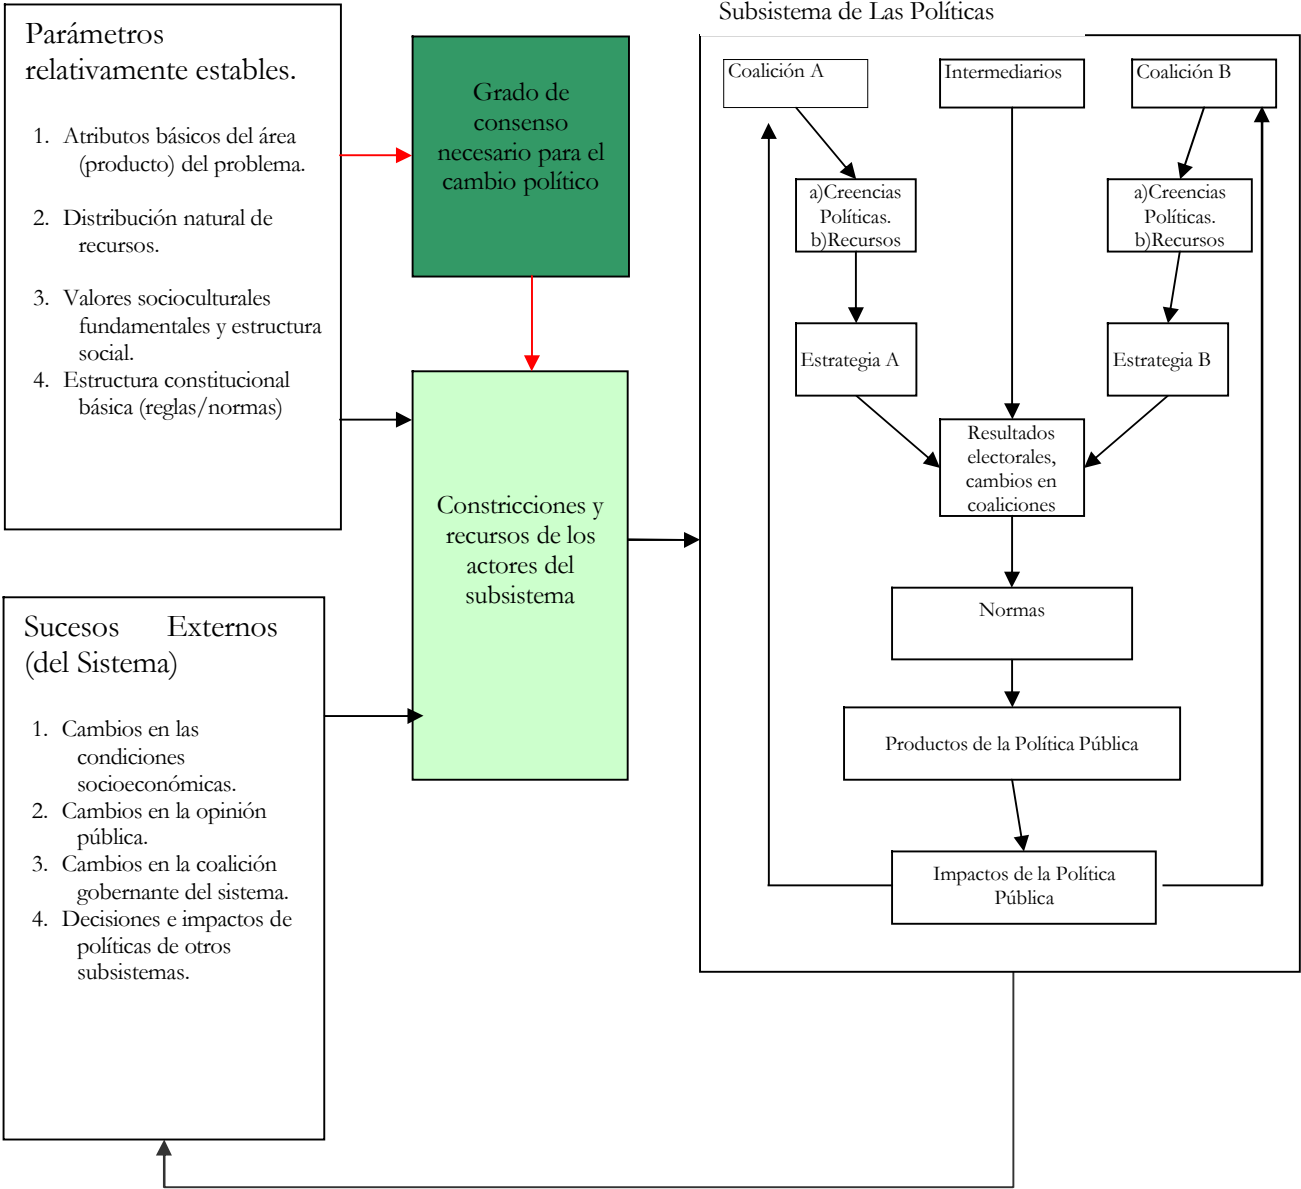 Parámetros
relativamente estables.
1. Atributos básicos del área
(producto) del problema.
2. Distribución natural de
recursos.
3. Valores socioculturales
fundamentales y estructura
social.
4. Estructura constitucional
básica (reglas/normas)
Sucesos Externos
(del Sistema)
1. Cambios en las
condiciones
socioeconómicas.
2. Cambios en la opinión
pública.
3. Cambios en la coalición
gobernante del sistema.
4. Decisiones e impactos de
políticas de otros
subsistemas.
Grado de
consenso
necesario para el
cambio político
Constricciones y
recursos de los
actores del
subsistema
Subsistema de Las Políticas
Coalición A
Intermediarios
Coalición B
a)Creencias
Políticas.
b)Recursos
a)Creencias
Políticas.
b)Recursos
Estrategia A
Estrategia B
Resultados
electorales,
cambios en
coaliciones
Normas
Productos de la Política Pública
Impactos de la Política
Pública